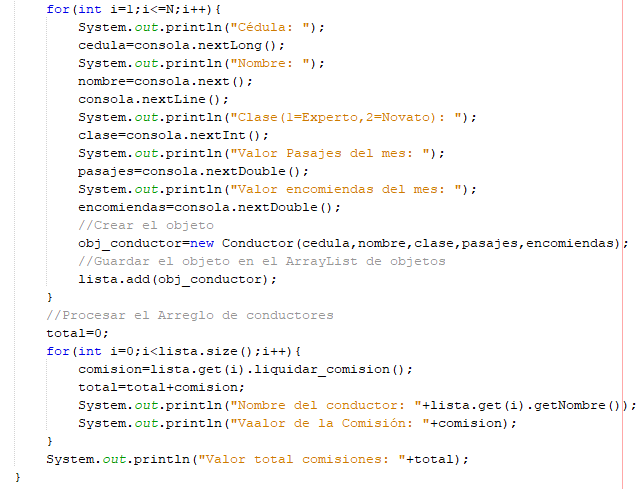 for(int i=1;i<=N;i++){
System.out.println("Cédula: ");
cedula=consola.nextLong();
System.out.println("Nombre: ");
nombre=consola.next();
consola.nextLine();
System.out.println("Clase(1=Experto,2=Novato): ");
clase=consola.nextInt();
System.out.println("Valor Pasajes del mes: ");
pasajes=consola.nextDouble();
System.out.println("Valor encomiendas del mes: ");
encomiendas=consola.nextDouble();
//Crear el objeto
obj_conductor=new Conductor(cedula,nombre,clase,pasajes,encomiendas);
//Guardar el objeto en el ArrayList de objetos
lista.add(obj_conductor);
}
//Procesar el Arreglo de conductores
total=0;
for(int i=0;i<lista.size();i++){
comision=lista.get(i).liquidar_comision();
total=total+comision;
System.out.println("Nombre del conductor: "+lista.get(i).getNombre());
System.out.println("Vaalor de la Comisión: "+comision);
}
System.out.println("Valor total comisiones: "+total);
}